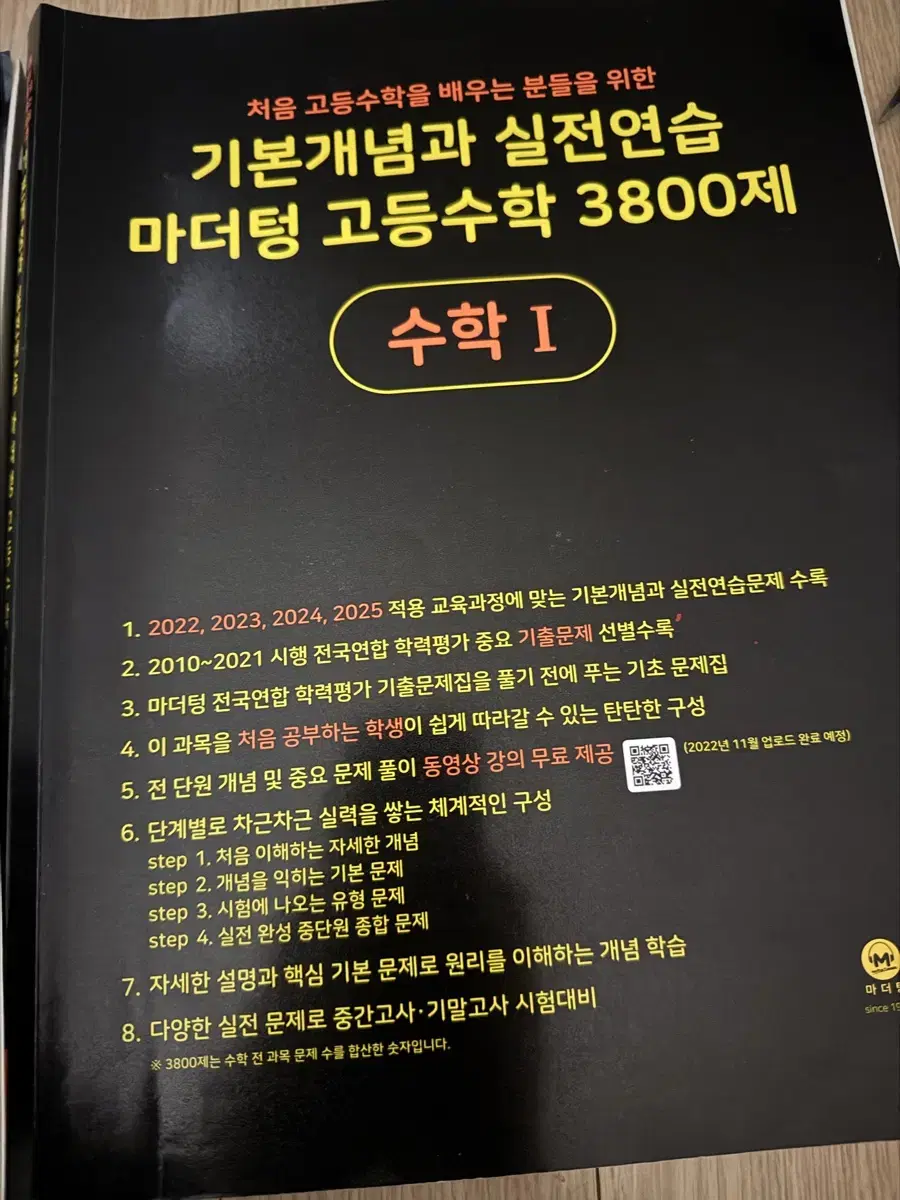 처음 고등수학을 배우는 분들을 위한
기본개념과 실전연습
마더텅 고등수학 3800제
수학 I
1. 2022, 2023, 2024, 2025 적용 교육과정에 맞는 기본개념과 실전연습문제 수록
2. 2010~2021 시행 전국연합 학력평가 중요 기출문제 선별수록
3. 마더텅 전국연합 학력평가 기출문제집을 풀기 전에 푸는 기초 문제집
4. 이 과목을 처음 공부하는 학생이 쉽게 따라갈 수 있는 탄탄한 구성
5. 전 단원 개념 및 중요 문제 풀이 동영상 강의 무료 제공 (2022년 11월 업로드 완료 예정)
6. 단계별로 차근차근 실력을 쌓는 체계적인 구성
step 1. 처음 이해하는 자세한 개념
step 2. 개념을 익히는 기본 문제
step 3. 시험에 나오는 유형 문제
step 4. 실전 완성 중단원 종합 문제
7. 자세한 설명과 핵심 기본 문제로 원리를 이해하는 개념 학습
8. 다양한 실전 문제로 중간고사·기말고사 시험대비
※ 3800제는 수학 전 과목 문제 수를 합산한 숫자입니다.
M
마더
since